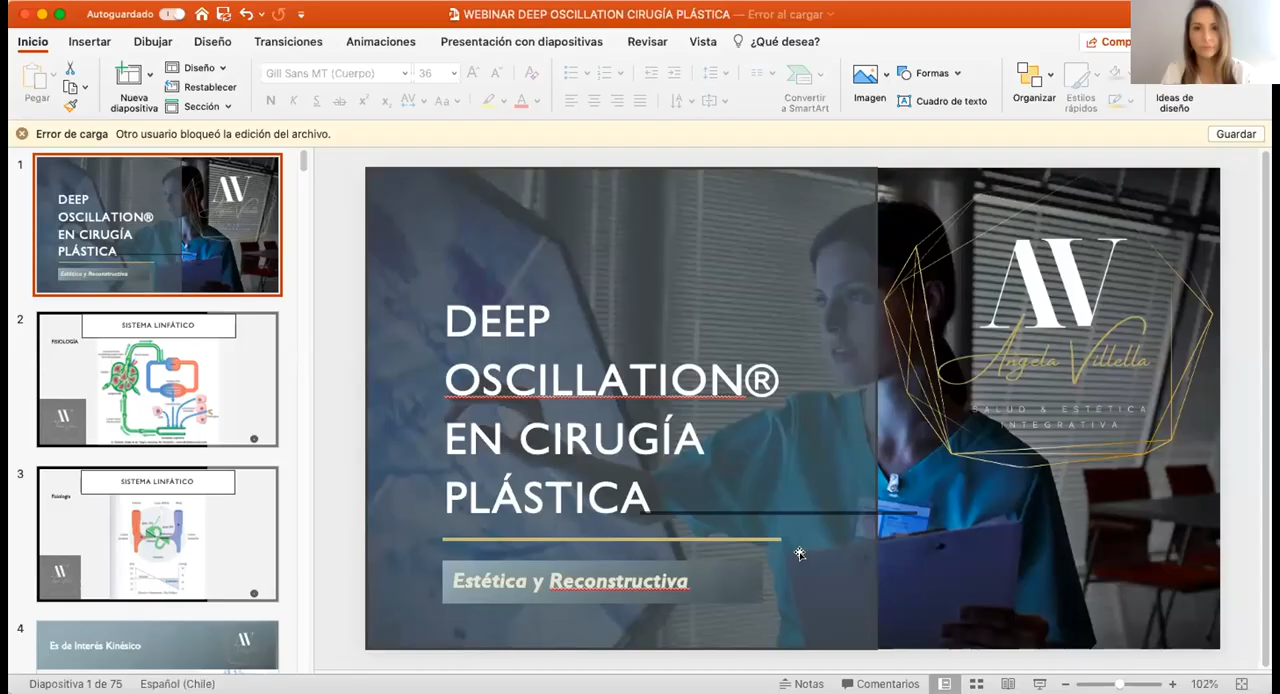 Autoguardado
WEBINAR DEEP OSCILLATION CIRUGÍA PLÁSTICA — Error al cargar
Inicio
Insertar
Dibujar
Diseño
Transiciones
Animaciones
Presentación con diapositivas
Revisar
Vista
¿Qué desea?
Comp
Pegar
Nueva diapositiva
Diseño
Restablecer
Sección
Gill Sans MT (Cuerpo)
36
N
K
S
ab
x²
x₂
AV
Aa
A
Convertir a SmartArt
Imagen
Formas
Cuadro de texto
Organizar
Estilos rápidos
Ideas de diseño
Error de carga Otro usuario bloqueó la edición del archivo.
Guardar
1
DEEP
OSCILLATION®
EN CIRUGÍA
PLÁSTICA
Estética y Reconstructiva
2
SISTEMA LINFÁTICO
FISIOLOGÍA
3
SISTEMA LINFÁTICO
Fisiología
4
Es de Interés Kinésico
DEEP
OSCILLATION®
EN CIRUGÍA
PLÁSTICA
Estética y Reconstructiva
AV
Angela Villella
SALUD & ESTÉTICA
INTEGRATIVA
Diapositiva 1 de 75
Español (Chile)
Notas
Comentarios
102%